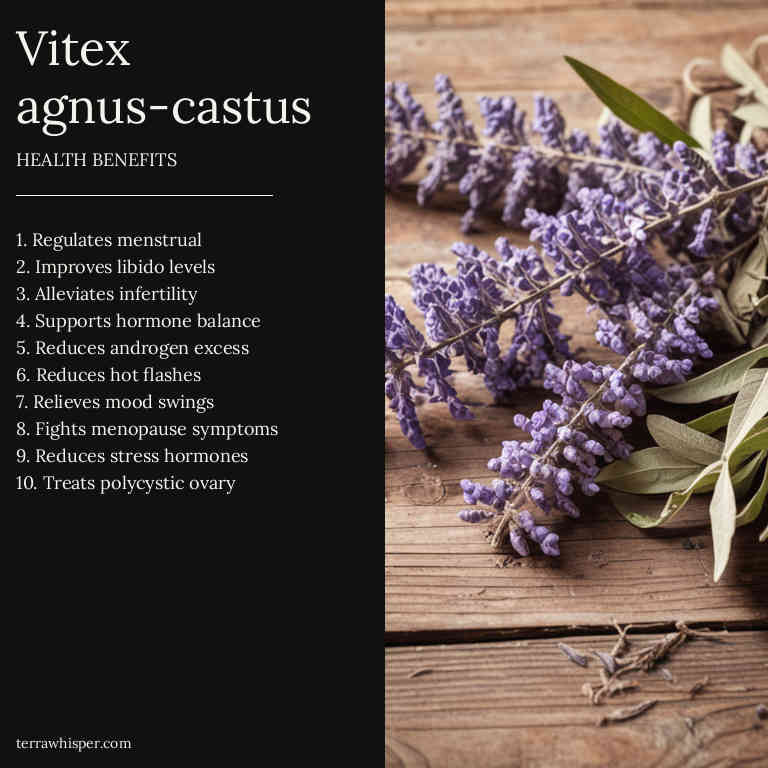 Vitex
agnus-castus
HEALTH BENEFITS
1. Regulates menstrual
2. Improves libido levels
3. Alleviates infertility
4. Supports hormone balance
5. Reduces androgen excess
6. Reduces hot flashes
7. Relieves mood swings
8. Fights menopause symptoms
9. Reduces stress hormones
10. Treats polycystic ovary
terrawhisper.com